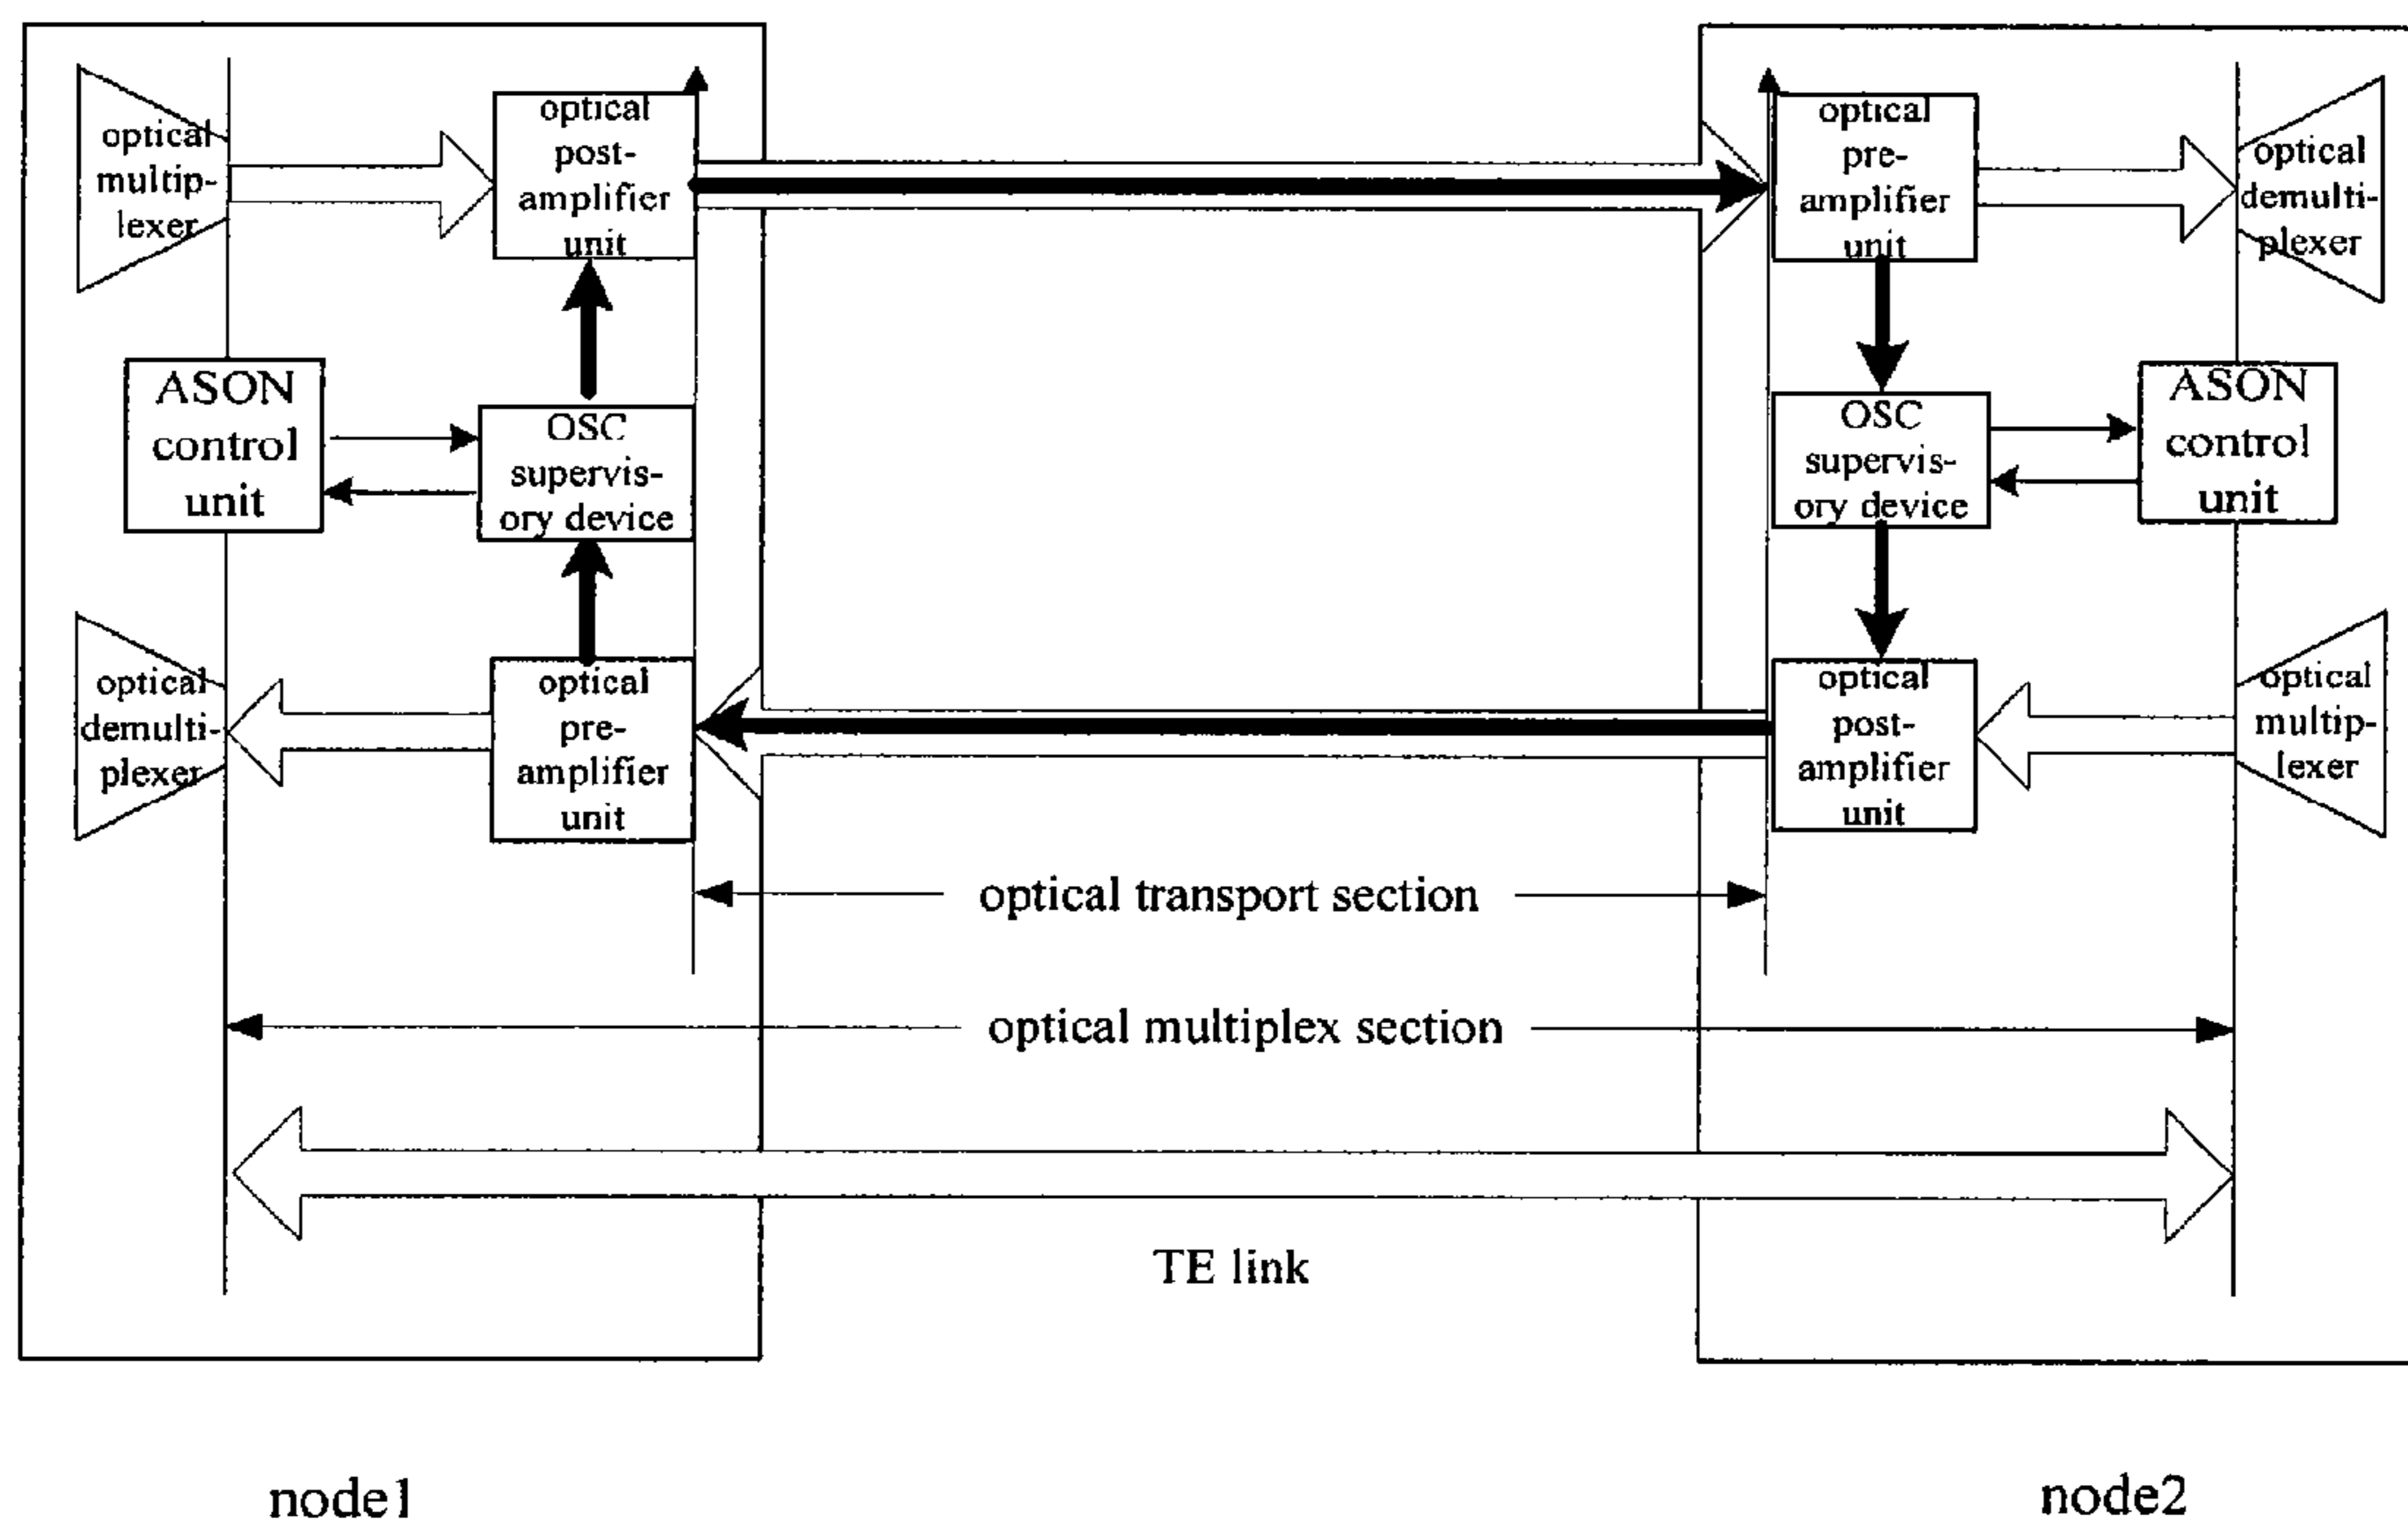 optical
multip-
lexer
optical
post-
amplifier
unit
optical
pre-
amplifier
unit
optical
demulti-
plexer
ASON
control
unit
OSC
supervis-
ory device
OSC
supervis-
ory device
ASON
control
unit
optical
demulti-
plexer
optical
pre-
amplifier
unit
optical
post-
amplifier
unit
optical
multip-
lexer
optical transport section
optical multiplex section
TE link
node1
node2